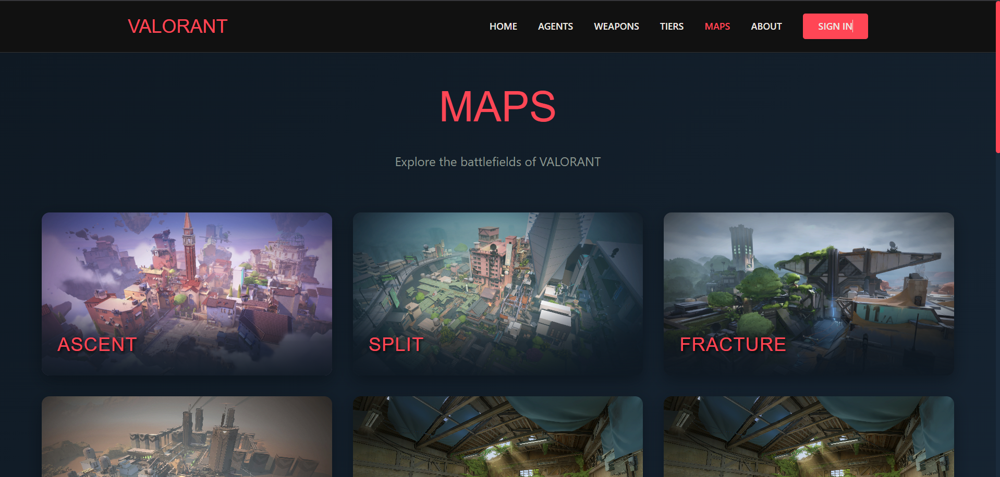 VALORANT
HOME AGENTS WEAPONS TIERS MAPS ABOUT SIGN IN
MAPS
Explore the battlefields of VALORANT
ASCENT SPLIT FRACTURE